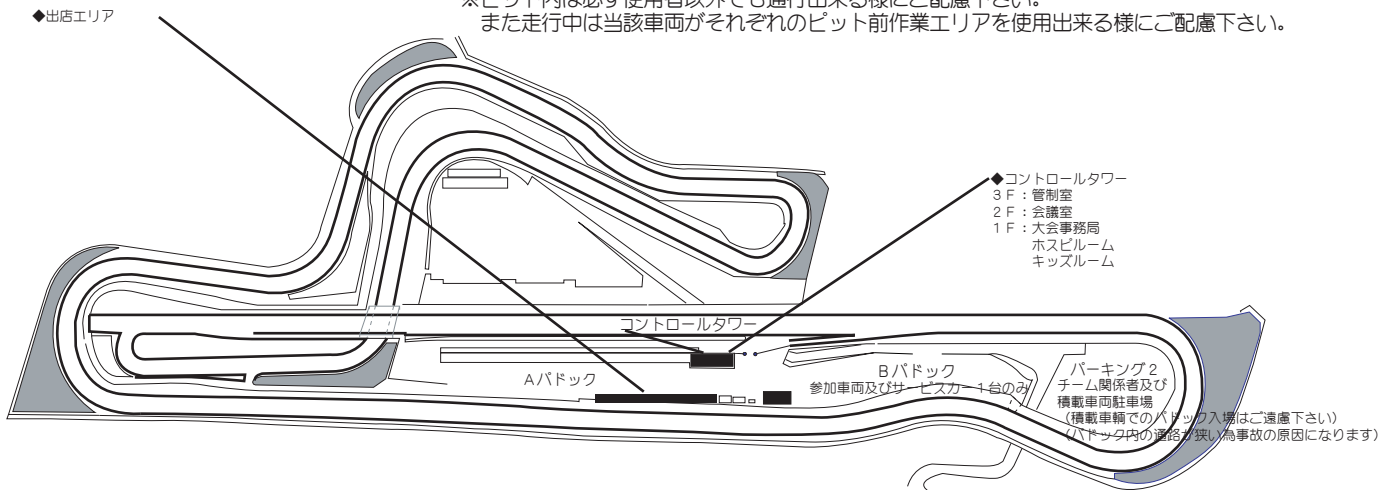 ※ピット内は必ず使用者以外でも通行出来る様にご配慮下さい。
また走行中は当該車両がそれぞれのピット前作業エリアを使用出来る様にご配慮下さい。
◆出店エリア
◆コントロールタワー
３Ｆ：管制室
２Ｆ：会議室
１Ｆ：大会事務局
ホスピルーム
キッズルーム
コントロールタワー
Ａパドック
Ｂパドック
参加車両及びサービスカー１台のみ
パーキング２
チーム関係者及び
積載車両駐車場
（積載車輌でのパドック入場はご遠慮下さい）
（パドック内の通路が狭い為事故の原因になります）